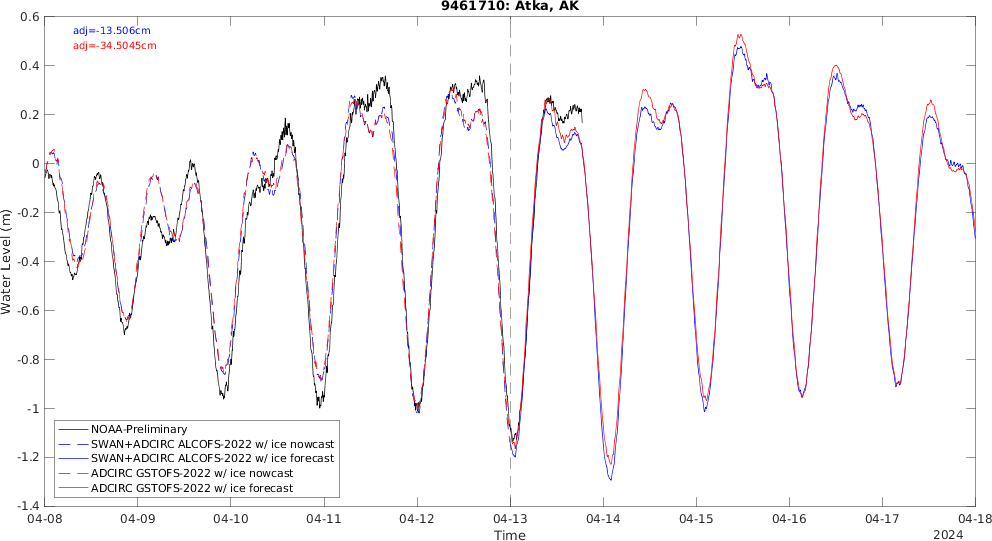 9461710: Atka, AK
adj=-13.506cm
adj=-34.5045cm
Water Level (m)
0.6
0.4
0.2
0
-0.2
-0.4
-0.6
-0.8
-1
-1.2
-1.4
NOAA-Preliminary
SWAN+ADCIRC ALCOFS-2022 w/ ice nowcast
SWAN+ADCIRC ALCOFS-2022 w/ ice forecast
ADCIRC GSTOFS-2022 w/ ice nowcast
ADCIRC GSTOFS-2022 w/ ice forecast
04-08 04-09 04-10 04-11 04-12 04-13 04-14 04-15 04-16 04-17 04-18
Time
2024